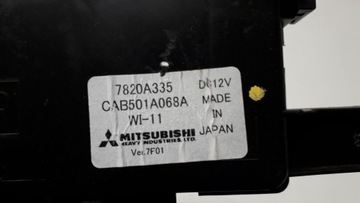 7820A335 DC12V
CAB501A068A MADE
WI-11 IN
MITSUBISHI JAPAN
HEAVY INDUSTRIES, LTD.
Ver.7F01